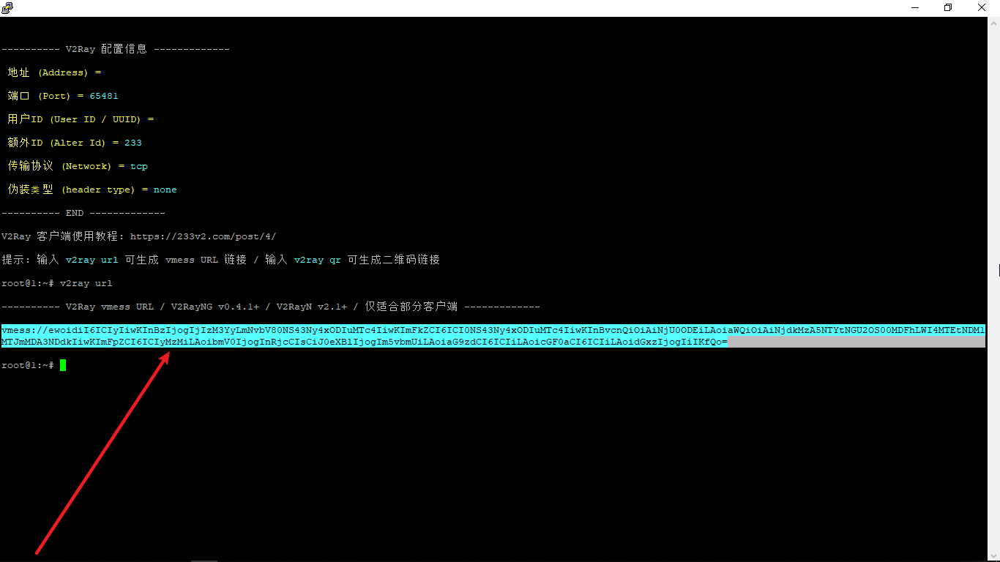 ---------- V2Ray 配置信息 -------------
地址 (Address) =
端口 (Port) = 65481
用户ID (User ID / UUID) =
额外ID (Alter Id) = 233
传输协议 (Network) = tcp
伪装类型 (header type) = none
---------- END -------------
V2Ray 客户端使用教程: https://233v2.com/post/4/
提示: 输入 v2ray url 可生成 vmess URL 链接 / 输入 v2ray qr 可生成二维码链接
root@1:~# v2ray url
---------- V2Ray vmess URL / V2RayNG v0.4.1+ / V2RayN v2.1+ / 仅适合部分客户端 -------------
vmess://ewoidiI6ICIyIiwKInBzIjogIjIzM3YyLmNvbV80NS43Ny4xODIuMTc4IiwKImFkZCI6ICI0NS43Ny4xODIuMTc4IiwKInBvcnQiOiAiNjU0ODEiLAoiaWQiOiAiNjdkMzA5NTYtNGU2OS00MDFhLWI4MTEtNDM1
MTJmMDA3NDdkIiwKImFpZCI6ICIyMzMiLAoibmV0IjogInRjcCIsCiJ0eXBlIjogIm5vbmUiLAoiaG9zdCI6ICIiLAoicGF0aCI6ICIiLAoidGxzIjogIiIKfQo=
root@1:~#